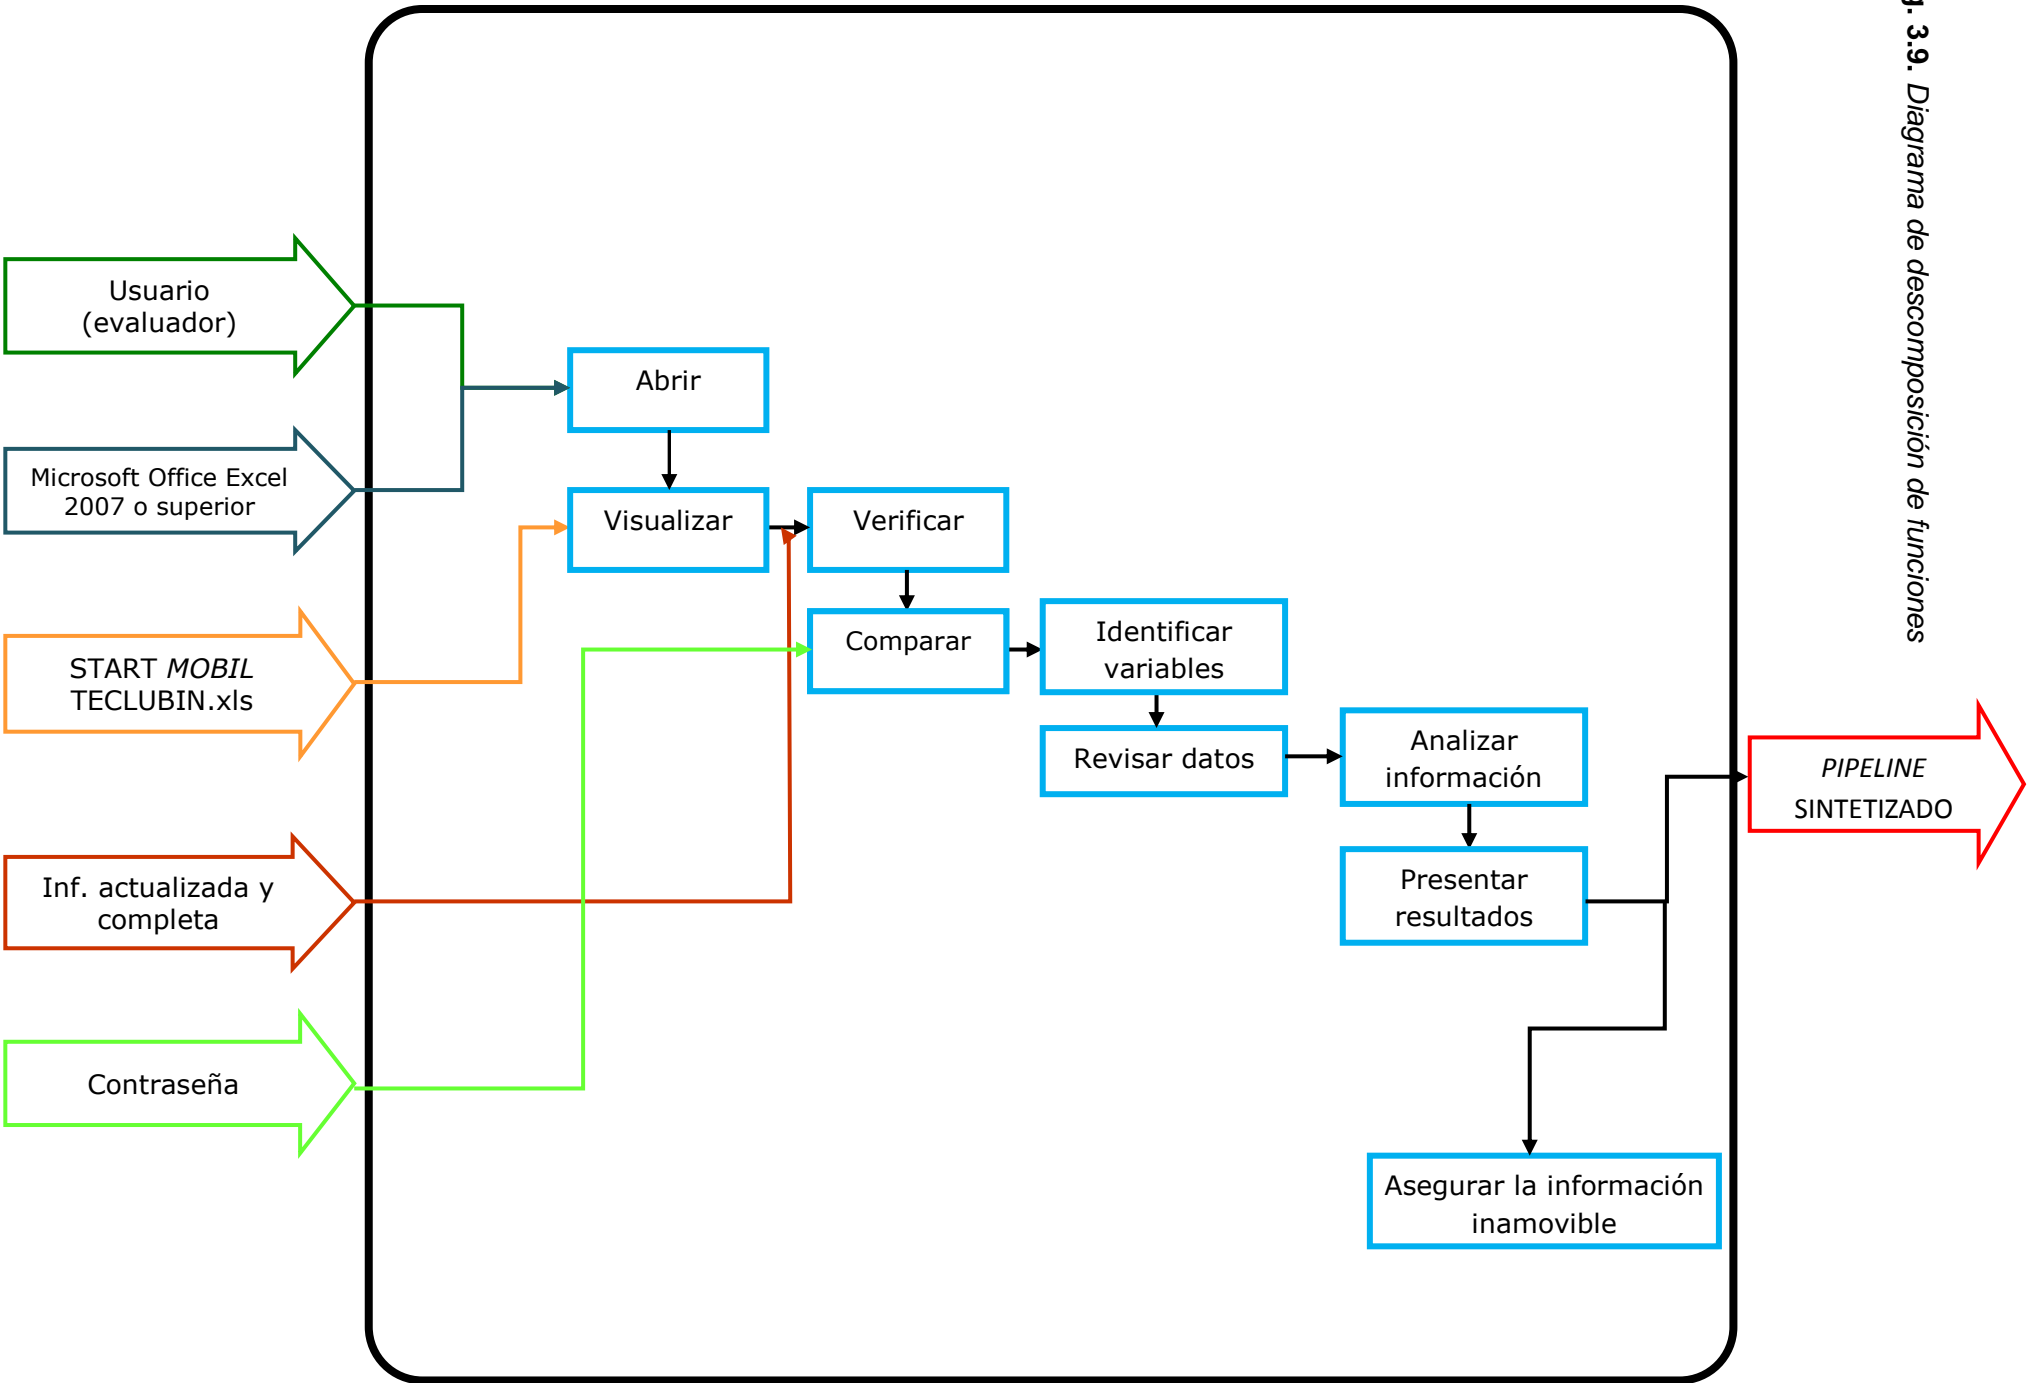 Usuario
(evaluador)
Microsoft Office Excel
2007 o superior
START MOBIL
TECLUBIN.xls
Inf. actualizada y
completa
Contraseña
Abrir
Visualizar
Verificar
Comparar
Identificar
variables
Revisar datos
Analizar
información
Presentar
resultados
Asegurar la información
inamovible
PIPELINE
SINTETIZADO
3.9. Diagrama de descomposición de funciones